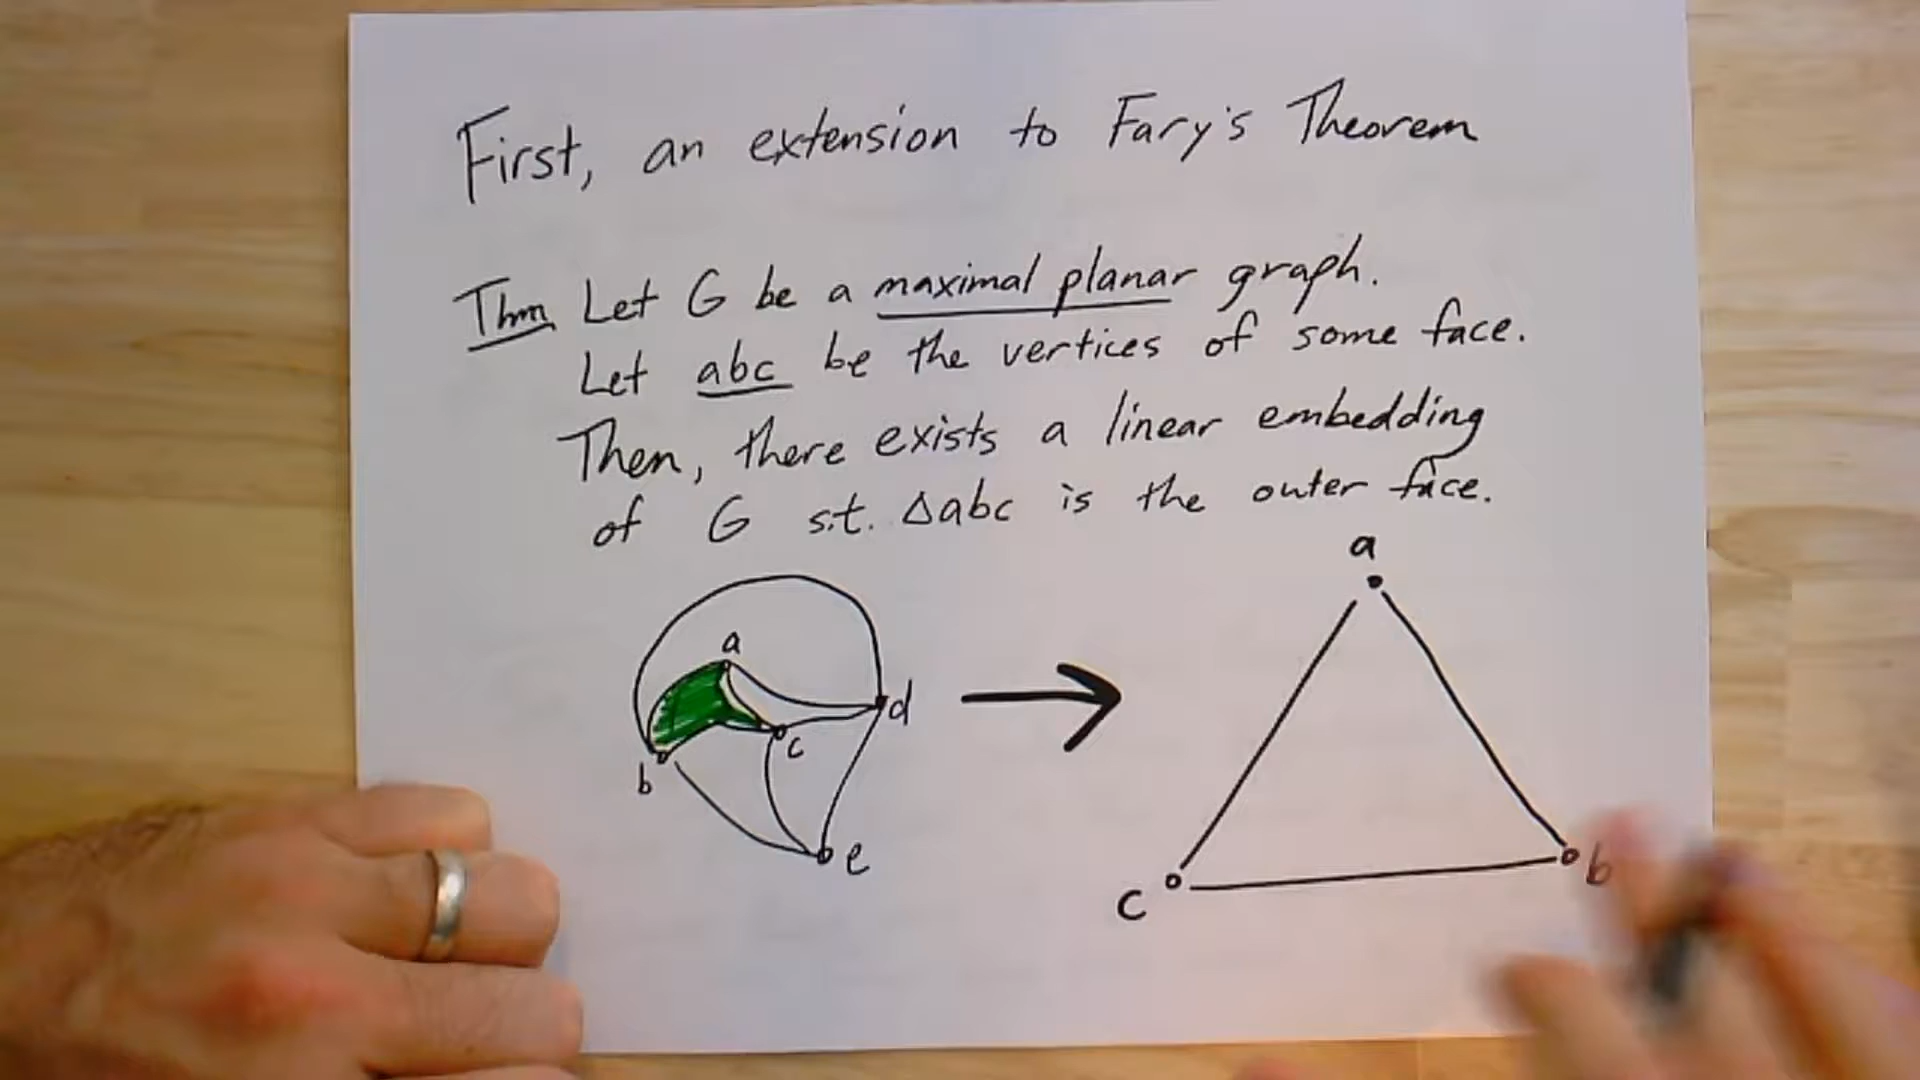 First, an extension to Fary's Theorem
Thm Let G be a maximal planar graph.
Let abc be the vertices of some face.
Then, there exists a linear embedding
of G s.t. Δabc is the outer face.
a
a
d
c
b
e
b
c